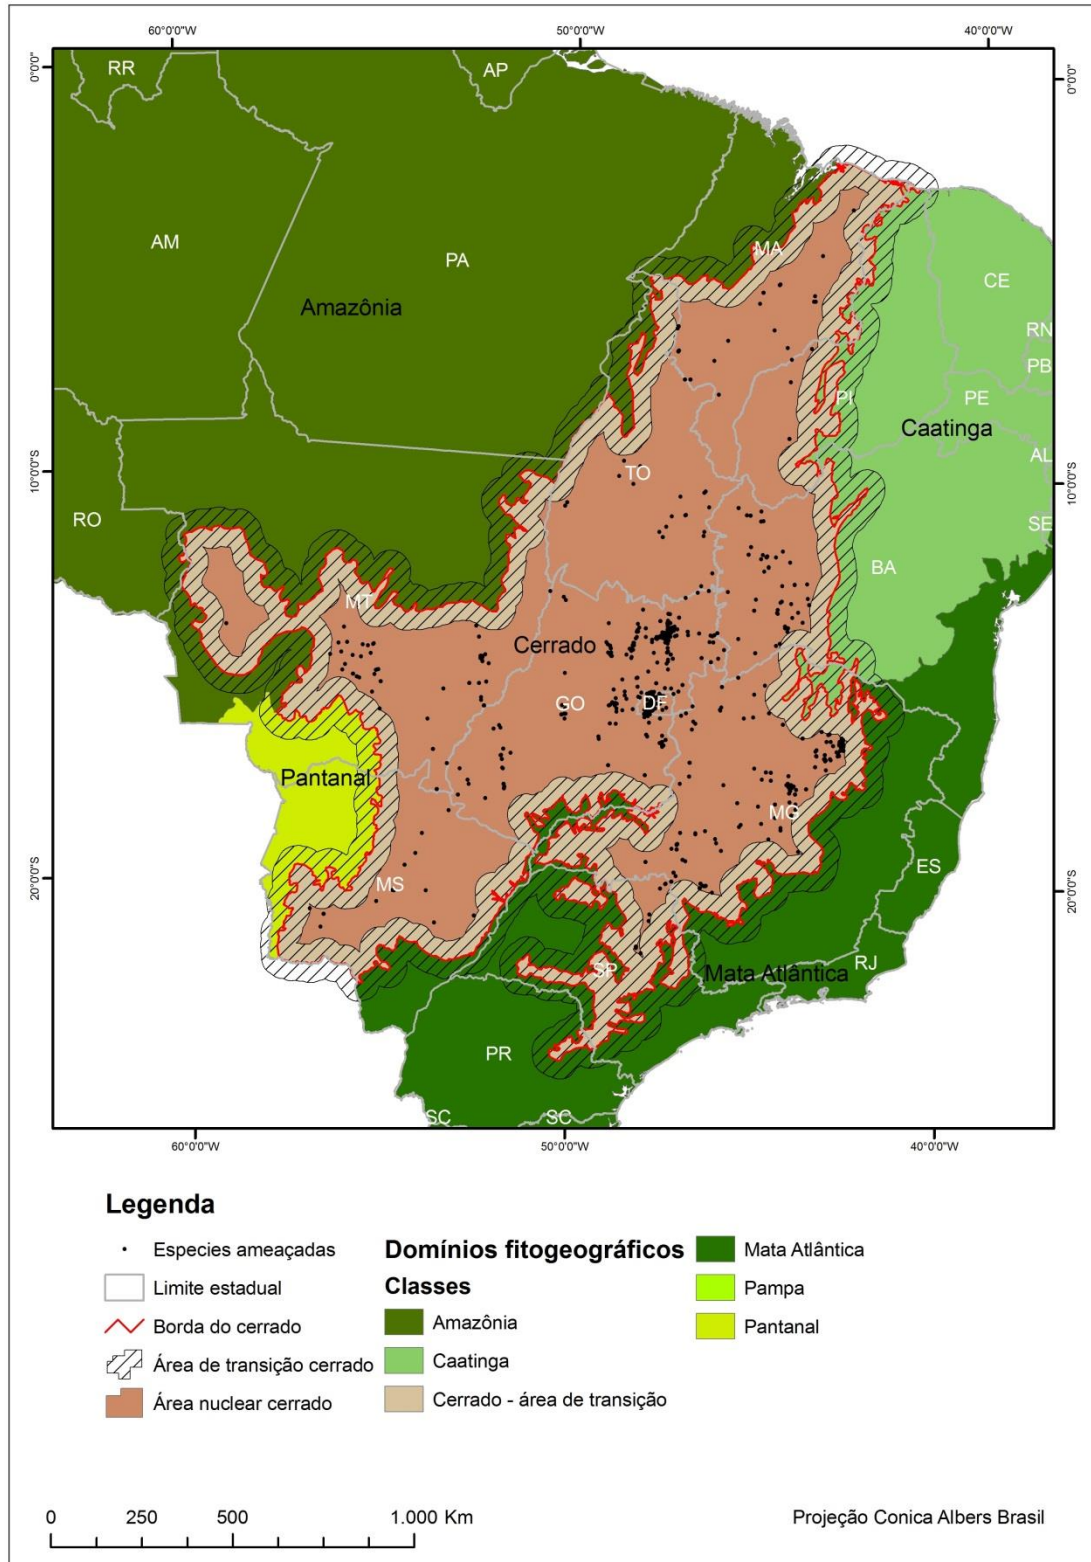 60°0'0"W 50°0'0"W 40°0'0"W
0°0'0" 0°0'0"
RR AP
AM PA MA CE
Amazônia
RN
PB
PI PE
Caatinga
AL
TO
10°0'0"S 10°0'0"S
RO SE
BA
MT
Cerrado
GO DF
Pantanal
MG
ES
MS
20°0'0"S 20°0'0"S
SP Mata Atlântica RJ
PR
SC SC
60°0'0"W 50°0'0"W 40°0'0"W
Legenda
Especies ameaçadas
Limite estadual
Borda do cerrado
Área de transição cerrado
Área nuclear cerrado
Domínios fitogeográficos
Classes
Amazônia
Caatinga
Cerrado - área de transição
Mata Atlântica
Pampa
Pantanal
0 250 500 1.000 Km
Projeção Conica Albers Brasil